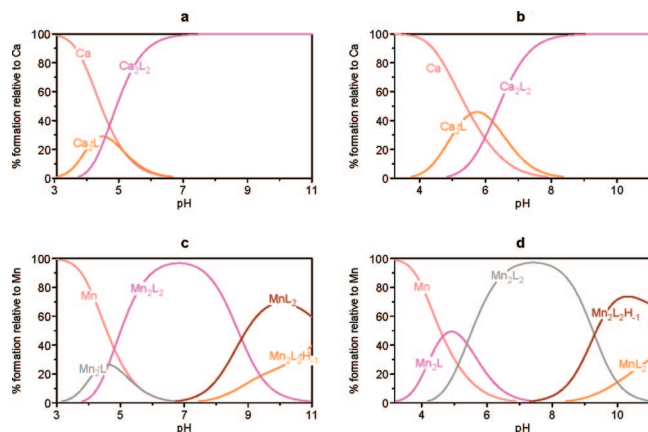 a
% formation relative to Ca
100
80
60
40
20
0
Ca
Ca₂L₂
Ca₂L
3 5 7 9 11
pH
b
% formation relative to Ca
100
80
60
40
20
0
Ca
Ca₂L₂
Ca₂L
4 6 8 10
pH
c
% formation relative to Mn
100
80
60
40
20
0
Mn
Mn₂L₂
Mn₂L
MnL₂
Mn₂L₂H₋₁
3 5 7 9 11
pH
d
% formation relative to Mn
100
80
60
40
20
0
Mn
Mn₂L₂
Mn₂L
Mn₂L₂H₋₁
MnL₂
4 6 8 10
pH